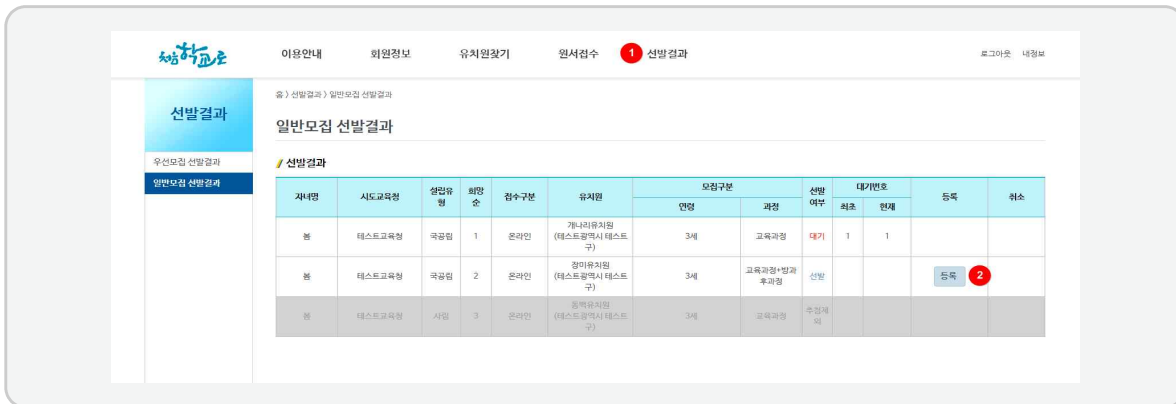 처음학교로
이용안내 회원정보 유치원찾기 원서접수 1 선발결과 로그아웃 내정보
선발결과
우선모집 선발결과
일반모집 선발결과
홈 > 선발결과 > 일반모집 선발결과
일반모집 선발결과
선발결과
자녀명 시도교육청 설립유형 희망순 접수구분 유치원 모집구분 선발여부 대기번호 등록 취소
연령 과정 최초 현재
봄 테스트교육청 국공립 1 온라인 개나리유치원 (테스트광역시 테스트구) 3세 교육과정 대기 1 1
봄 테스트교육청 국공립 2 온라인 장미유치원 (테스트광역시 테스트구) 3세 교육과정+방과후과정 선발 등록 2
봄 테스트교육청 사립 3 온라인 동백유치원 (테스트광역시 테스트구) 3세 교육과정 추첨제외